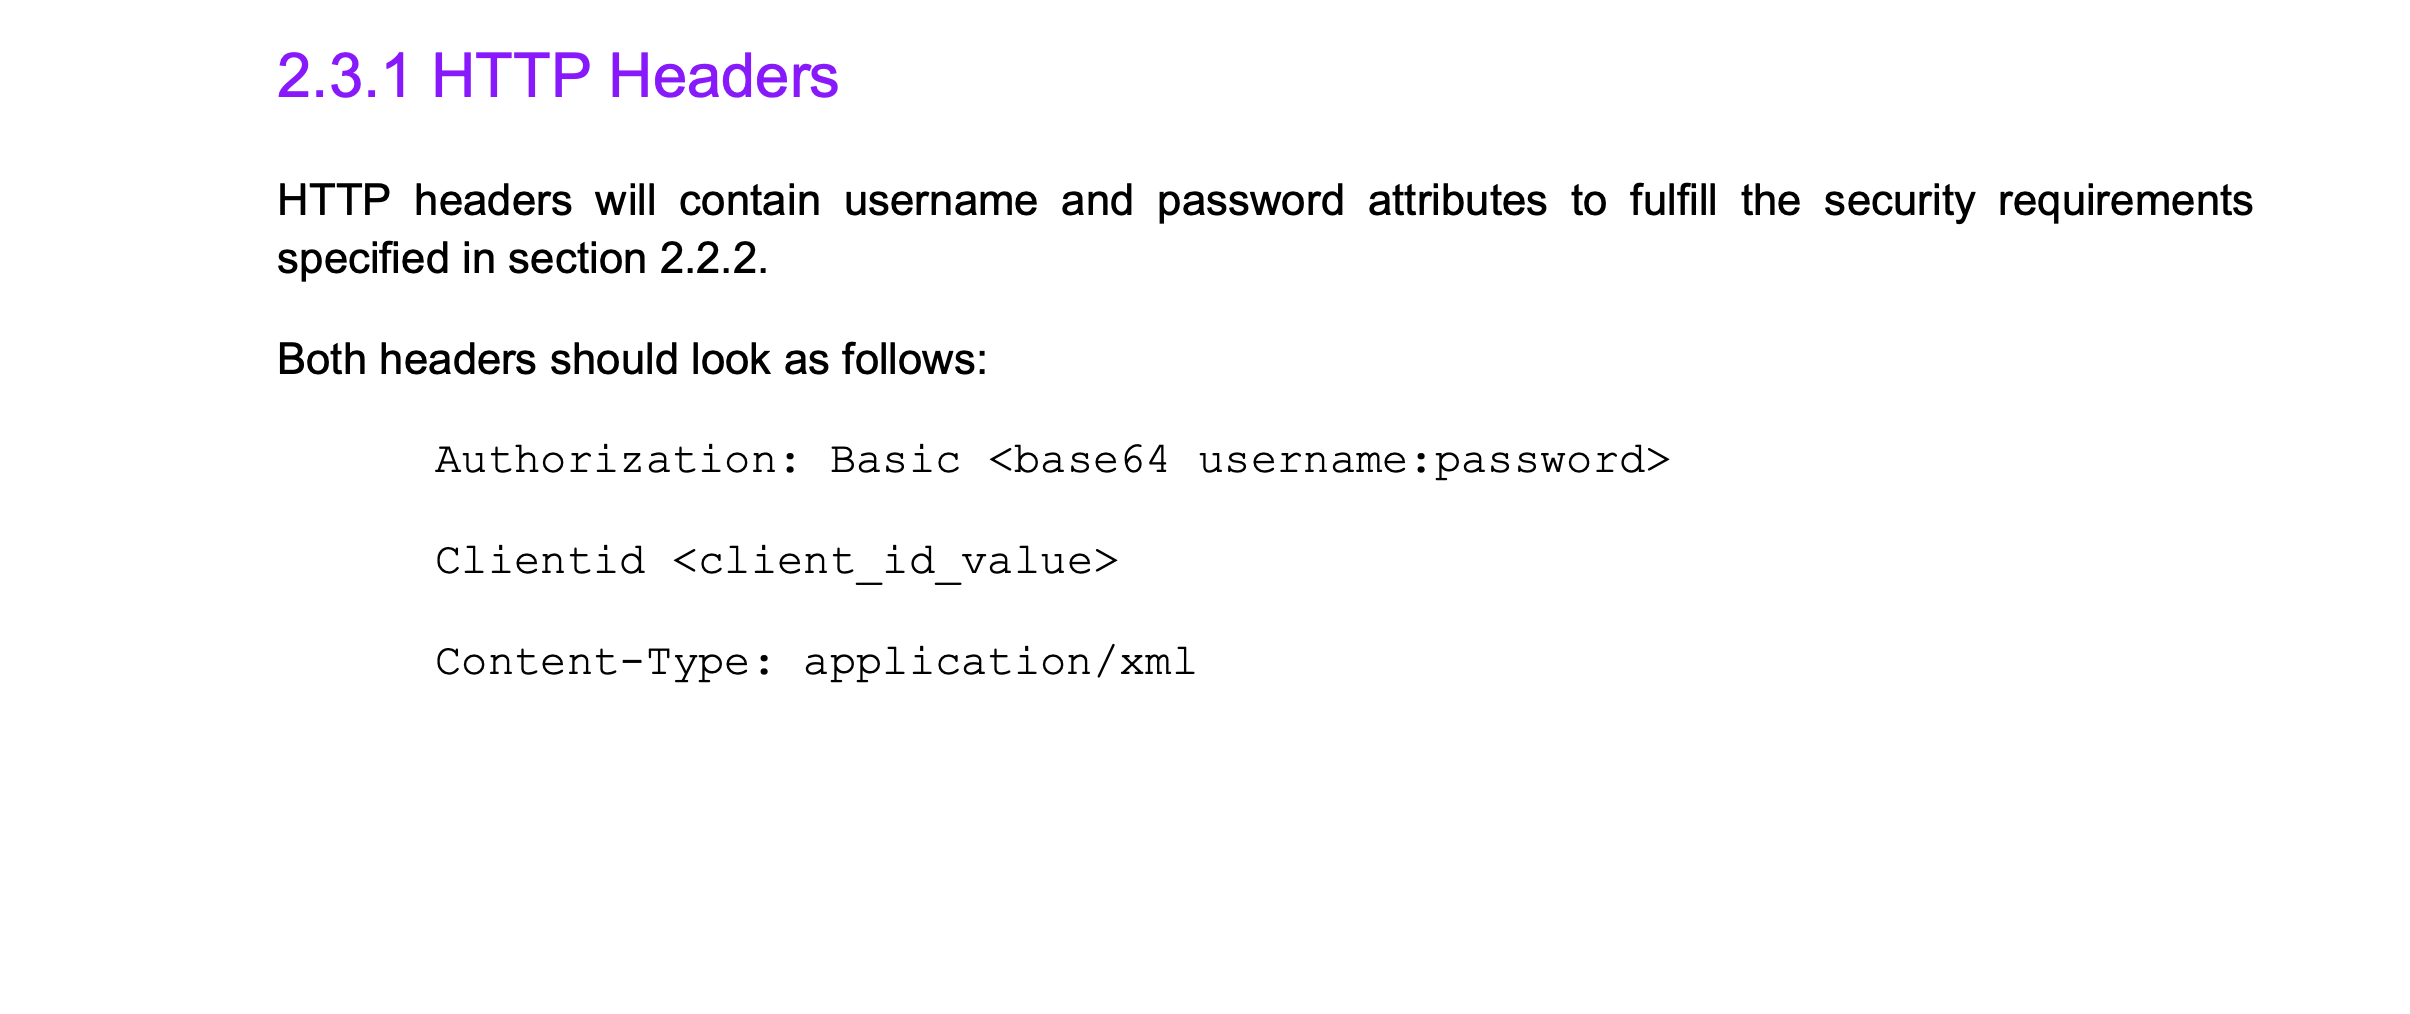 2.3.1 HTTP Headers
HTTP headers will contain username and password attributes to fulfill the security requirements
specified in section 2.2.2.
Both headers should look as follows:
Authorization: Basic <base64 username:password>
Clientid <client_id_value>
Content-Type: application/xml